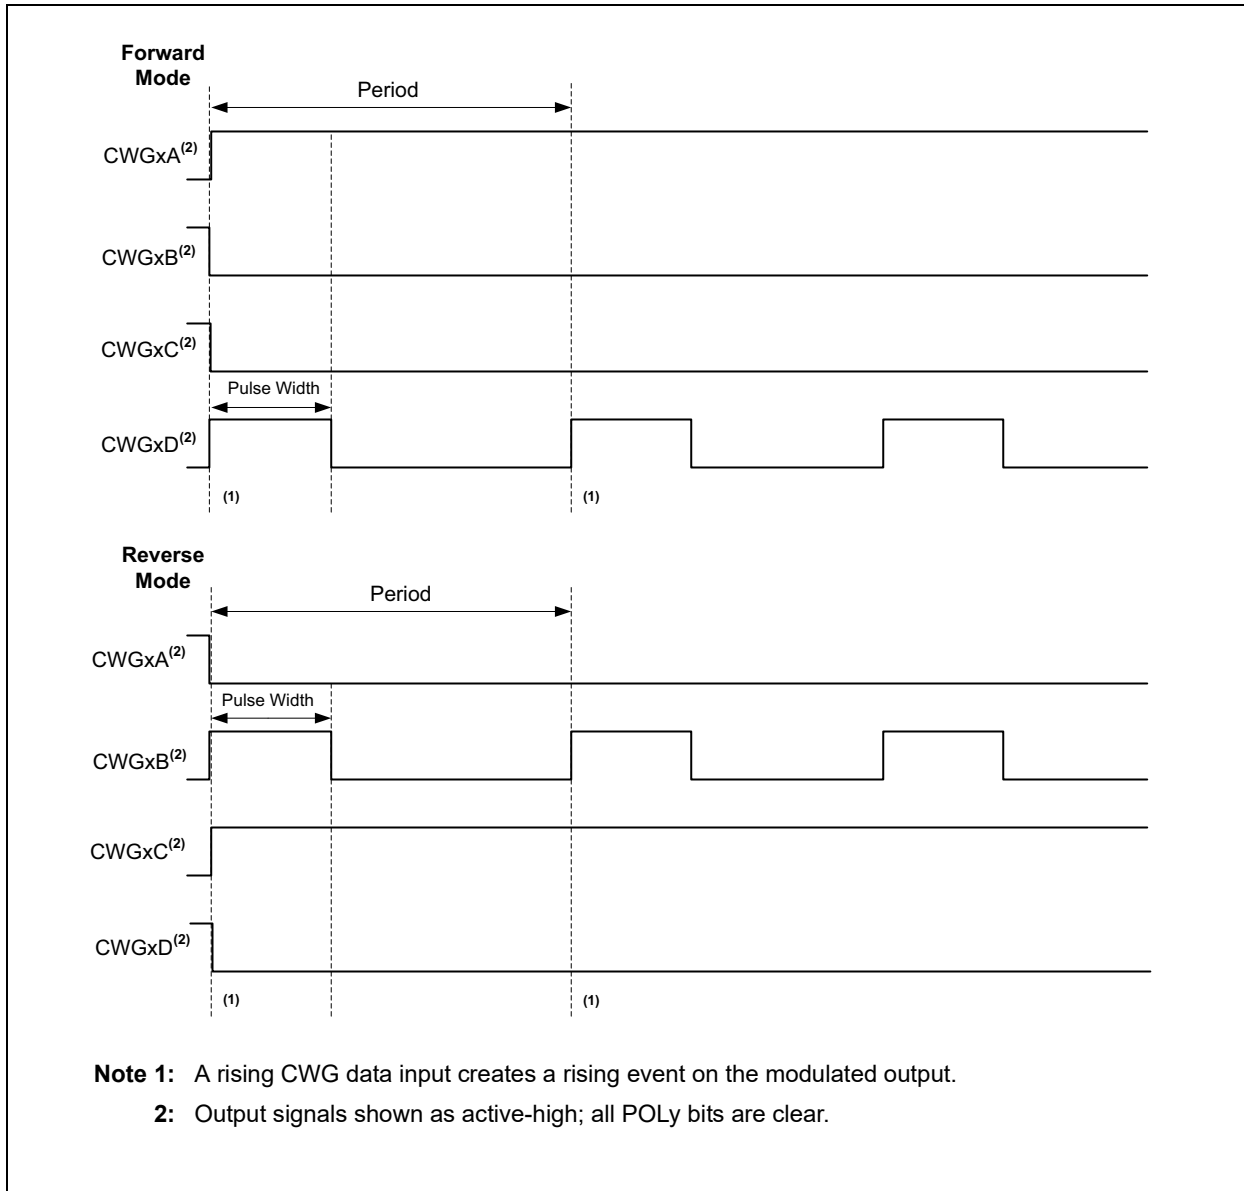 Forward
Mode
Period
CWGxA(2)
CWGxB(2)
CWGxC(2)
Pulse Width
CWGxD(2)
(1) (1)
Reverse
Mode
Period
CWGxA(2)
Pulse Width
CWGxB(2)
CWGxC(2)
CWGxD(2)
(1) (1)
Note 1: A rising CWG data input creates a rising event on the modulated output.
2: Output signals shown as active-high; all POLy bits are clear.